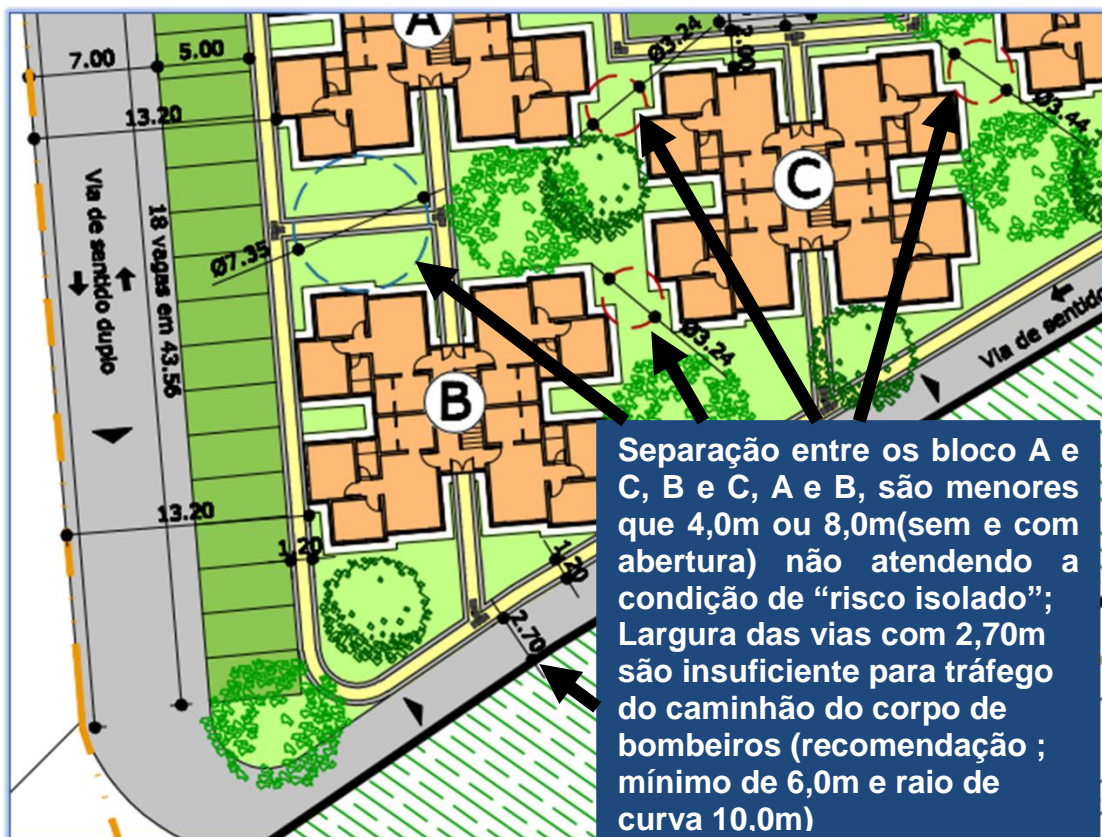 A
7.00
5.00
Ø3.24
2.00
13.20
Ø3.44
Via de sentido duplo
18 vagas em 43.56
C
Ø7.35
Ø3.24
Via de sentido
B
13.20
1.20
1.20
2.70
Separação entre os bloco A e
C, B e C, A e B, são menores
que 4,0m ou 8,0m(sem e com
abertura) não atendendo a
condição de “risco isolado”;
Largura das vias com 2,70m
são insuficiente para tráfego
do caminhão do corpo de
bombeiros (recomendação ;
mínimo de 6,0m e raio de
curva 10,0m)